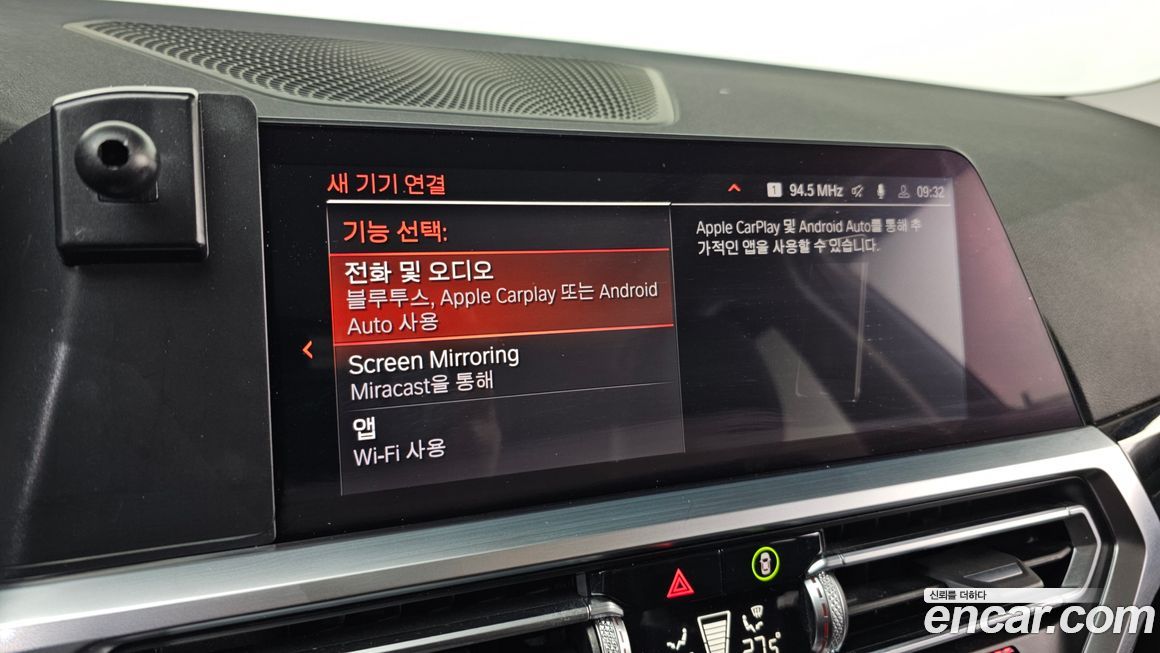 새 기기 연결
1 94.5 MHz 09:32
기능 선택:
전화 및 오디오
블루투스, Apple Carplay 또는 Android
Auto 사용
Screen Mirroring
Miracast을 통해
앱
Wi-Fi 사용
Apple CarPlay 및 Android Auto를 통해 추
가적인 앱을 사용할 수 있습니다.
27.5°
신뢰를 더하다
encar.com